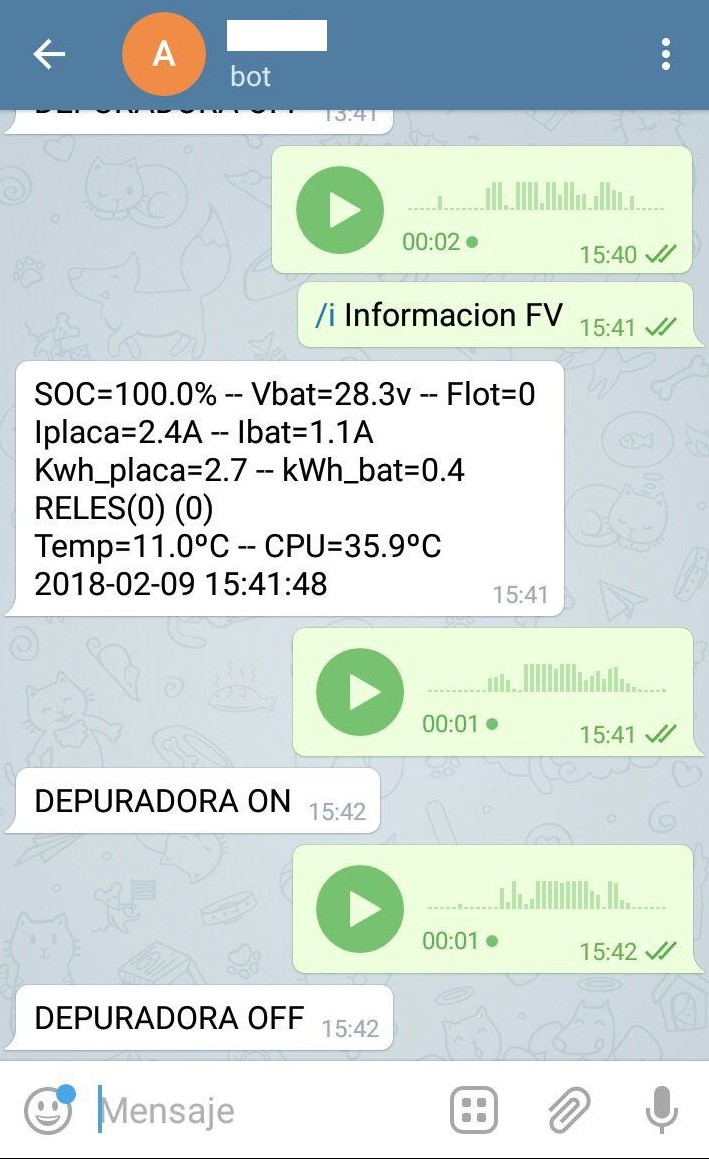 A
bot
DEPURADORA OFF 13:41
00:02 15:40
/i Informacion FV 15:41
SOC=100.0% -- Vbat=28.3v -- Flot=0
Iplaca=2.4A -- Ibat=1.1A
Kwh_placa=2.7 -- kWh_bat=0.4
RELES(0) (0)
Temp=11.0ºC -- CPU=35.9ºC
2018-02-09 15:41:48 15:41
00:01 15:41
DEPURADORA ON 15:42
00:01 15:42
DEPURADORA OFF 15:42
Mensaje